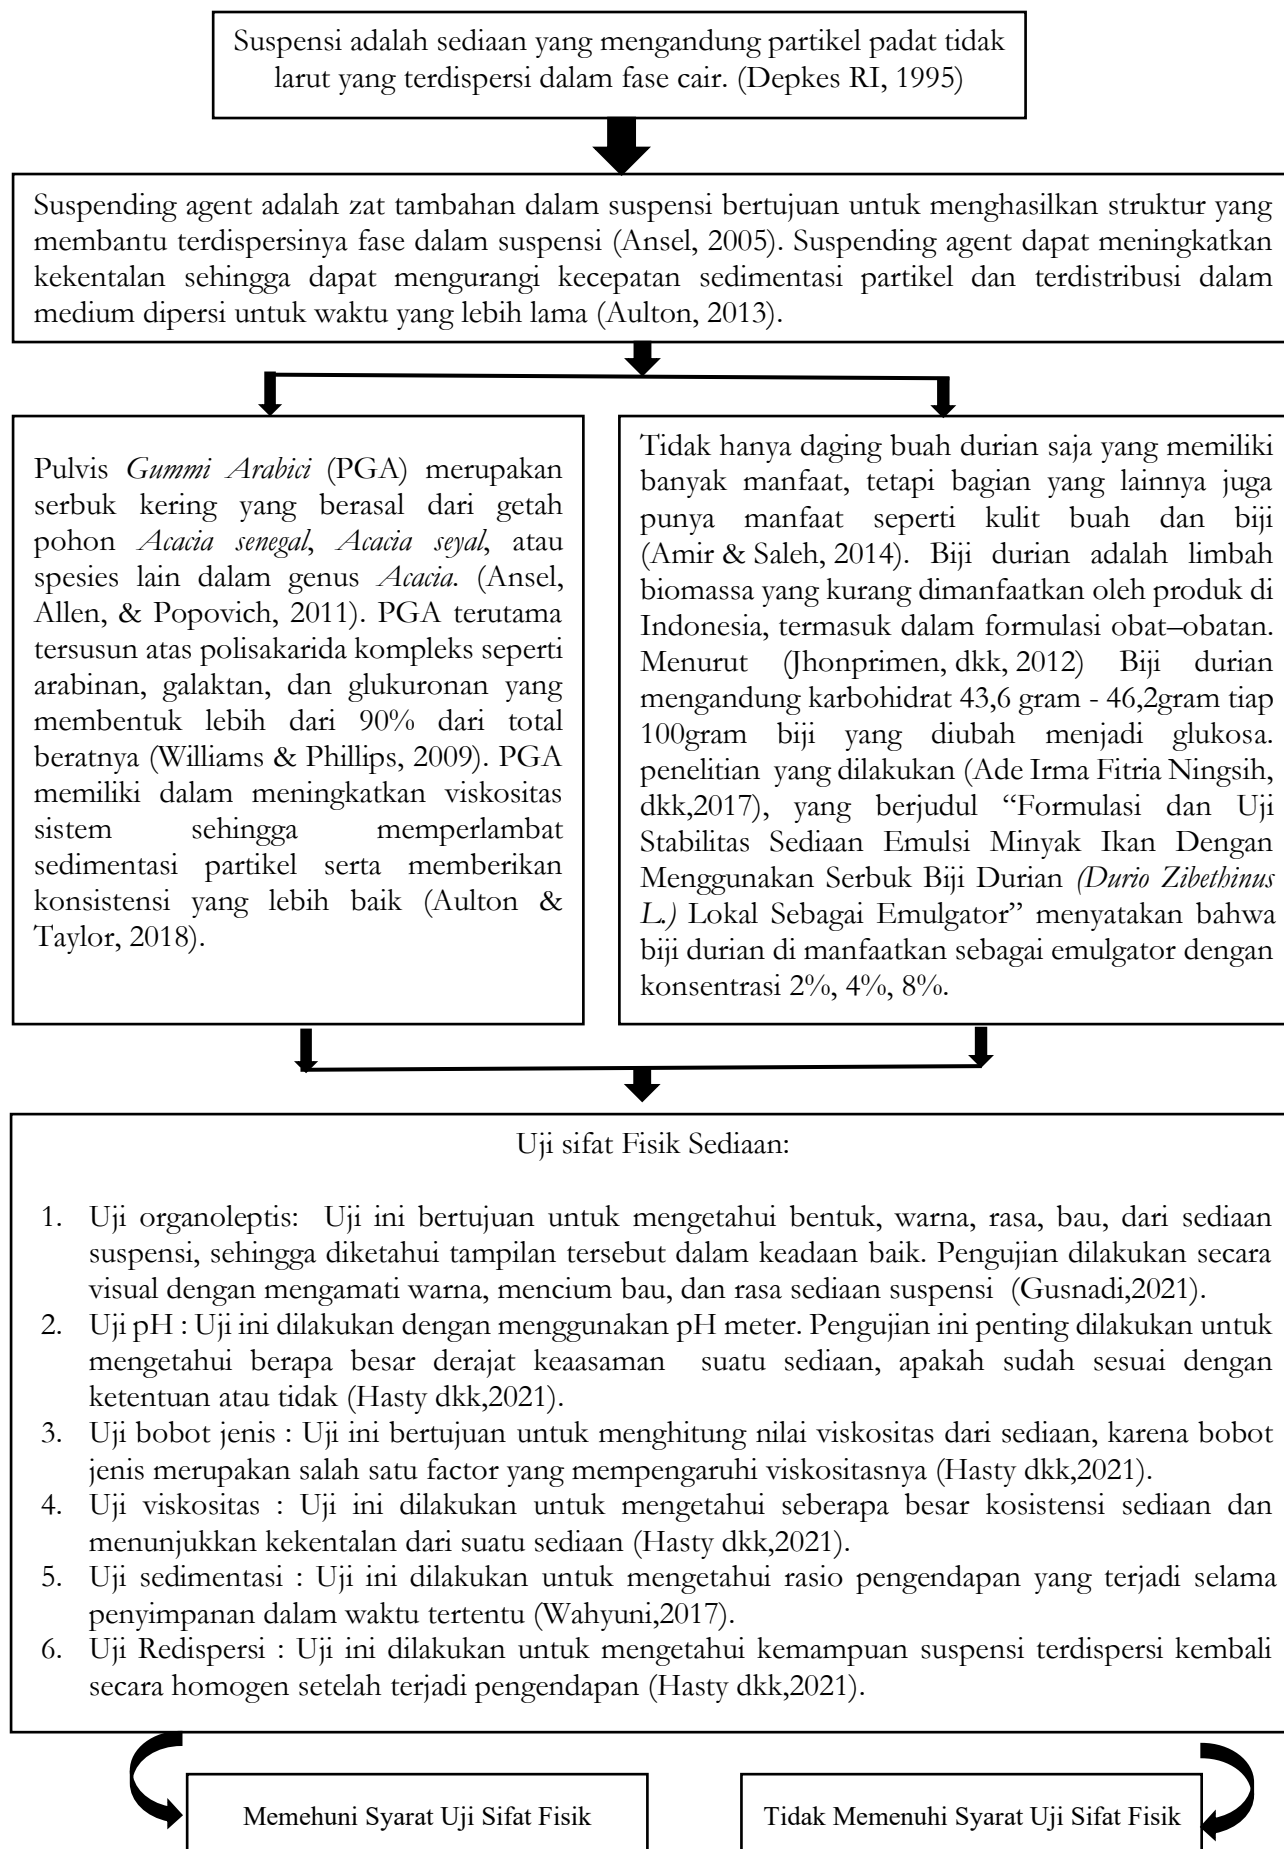 Suspensi adalah sediaan yang mengandung partikel padat tidak
larut yang terdispersi dalam fase cair. (Depkes RI, 1995)
Suspending agent adalah zat tambahan dalam suspensi bertujuan untuk menghasilkan struktur yang
membantu terdispersinya fase dalam suspensi (Ansel, 2005). Suspending agent dapat meningkatkan
kekentalan sehingga dapat mengurangi kecepatan sedimentasi partikel dan terdistribusi dalam
medium dipersi untuk waktu yang lebih lama (Aulton, 2013).
Pulvis Gummi Arabici (PGA) merupakan
serbuk kering yang berasal dari getah
pohon Acacia senegal, Acacia seyal, atau
spesies lain dalam genus Acacia. (Ansel,
Allen, & Popovich, 2011). PGA terutama
tersusun atas polisakarida kompleks seperti
arabinan, galaktan, dan glukuronan yang
membentuk lebih dari 90% dari total
beratnya (Williams & Phillips, 2009). PGA
memiliki dalam meningkatkan viskositas
sistem sehingga memperlambat
sedimentasi partikel serta memberikan
konsistensi yang lebih baik (Aulton &
Taylor, 2018).
Tidak hanya daging buah durian saja yang memiliki
banyak manfaat, tetapi bagian yang lainnya juga
punya manfaat seperti kulit buah dan biji
(Amir & Saleh, 2014). Biji durian adalah limbah
biomassa yang kurang dimanfaatkan oleh produk di
Indonesia, termasuk dalam formulasi obat–obatan.
Menurut (Jhonprimen, dkk, 2012) Biji durian
mengandung karbohidrat 43,6 gram - 46,2gram tiap
100gram biji yang diubah menjadi glukosa.
penelitian yang dilakukan (Ade Irma Fitria Ningsih,
dkk,2017), yang berjudul “Formulasi dan Uji
Stabilitas Sediaan Emulsi Minyak Ikan Dengan
Menggunakan Serbuk Biji Durian (Durio Zibethinus
L.) Lokal Sebagai Emulgator” menyatakan bahwa
biji durian di manfaatkan sebagai emulgator dengan
konsentrasi 2%, 4%, 8%.
Uji sifat Fisik Sediaan:
1. Uji organoleptis: Uji ini bertujuan untuk mengetahui bentuk, warna, rasa, bau, dari sediaan
suspensi, sehingga diketahui tampilan tersebut dalam keadaan baik. Pengujian dilakukan secara
visual dengan mengamati warna, mencium bau, dan rasa sediaan suspensi (Gusnadi,2021).
2. Uji pH : Uji ini dilakukan dengan menggunakan pH meter. Pengujian ini penting dilakukan untuk
mengetahui berapa besar derajat keaasaman suatu sediaan, apakah sudah sesuai dengan
ketentuan atau tidak (Hasty dkk,2021).
3. Uji bobot jenis : Uji ini bertujuan untuk menghitung nilai viskositas dari sediaan, karena bobot
jenis merupakan salah satu factor yang mempengaruhi viskositasnya (Hasty dkk,2021).
4. Uji viskositas : Uji ini dilakukan untuk mengetahui seberapa besar kosistensi sediaan dan
menunjukkan kekentalan dari suatu sediaan (Hasty dkk,2021).
5. Uji sedimentasi : Uji ini dilakukan untuk mengetahui rasio pengendapan yang terjadi selama
penyimpanan dalam waktu tertentu (Wahyuni,2017).
6. Uji Redispersi : Uji ini dilakukan untuk mengetahui kemampuan suspensi terdispersi kembali
secara homogen setelah terjadi pengendapan (Hasty dkk,2021).
Memehuni Syarat Uji Sifat Fisik
Tidak Memenuhi Syarat Uji Sifat Fisik